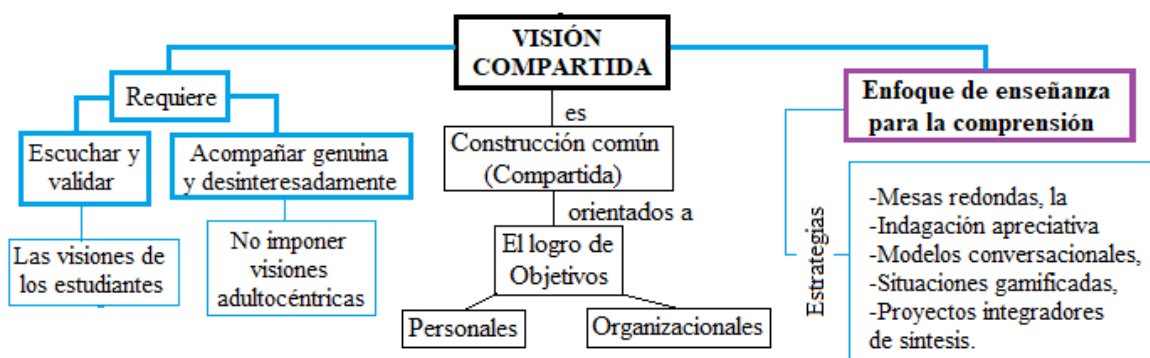 VISIÓN
COMPARTIDA
Requiere
Escuchar y
validar
Las visiones de
los estudiantes
Acompañar genuina
y desinteresadamente
No imponer
visiones
adultocéntricas
es
Construcción común
(Compartida)
orientados a
El logro de
Objetivos
Personales
Organizacionales
Enfoque de enseñanza
para la comprensión
Estrategias
-Mesas redondas, la
-Indagación apreciativa
-Modelos conversacionales,
-Situaciones gamificadas,
-Proyectos integradores
de síntesis.